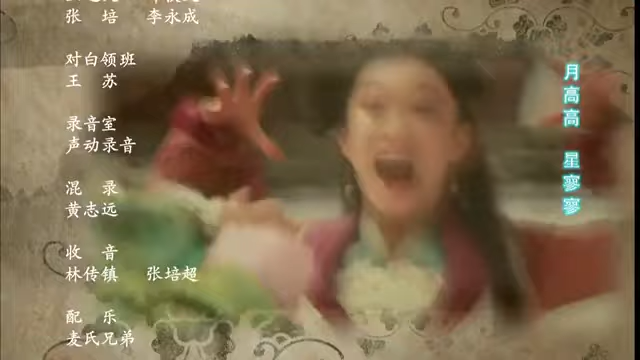 张 培 李永成
对白领班
王 苏
录音室
声动录音
混 录
黄志远
收 音
林传镇 张培超
配 乐
麦氏兄弟
月高高 星寥寥